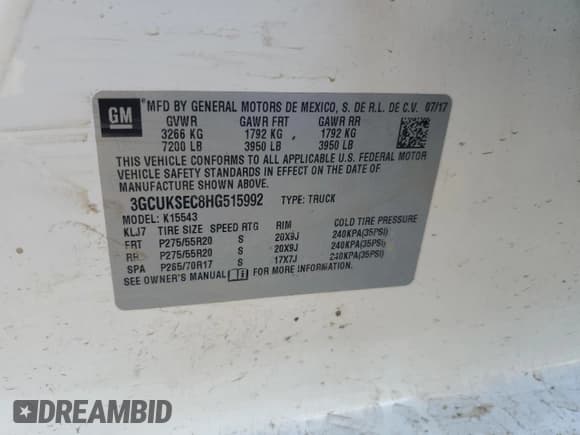 GM
MFD BY GENERAL MOTORS DE MEXICO, S. DE R.L. DE C.V. 07/17
GVWR GAWR FRT GAWR RR
3266 KG 1792 KG 1792 KG
7200 LB 3950 LB 3950 LB
THIS VEHICLE CONFORMS TO ALL APPLICABLE U.S. FEDERAL MOTOR
VEHICLE SAFETY STANDARDS IN EFFECT ON THE DATE OF
MANUFACTURE SHOWN ABOVE.
3GCUKSEC8HG515992 TYPE: TRUCK
MODEL: K15543
KLJ7 TIRE SIZE SPEED RTG RIM COLD TIRE PRESSURE
FRT P275/55R20 S 20X9J 240KPA(35PSI)
RR P275/55R20 S 20X9J 240KPA(35PSI)
SPA P265/70R17 S 17X7J 240KPA(35PSI)
SEE OWNER'S MANUAL FOR MORE INFORMATION.
DREAMBID